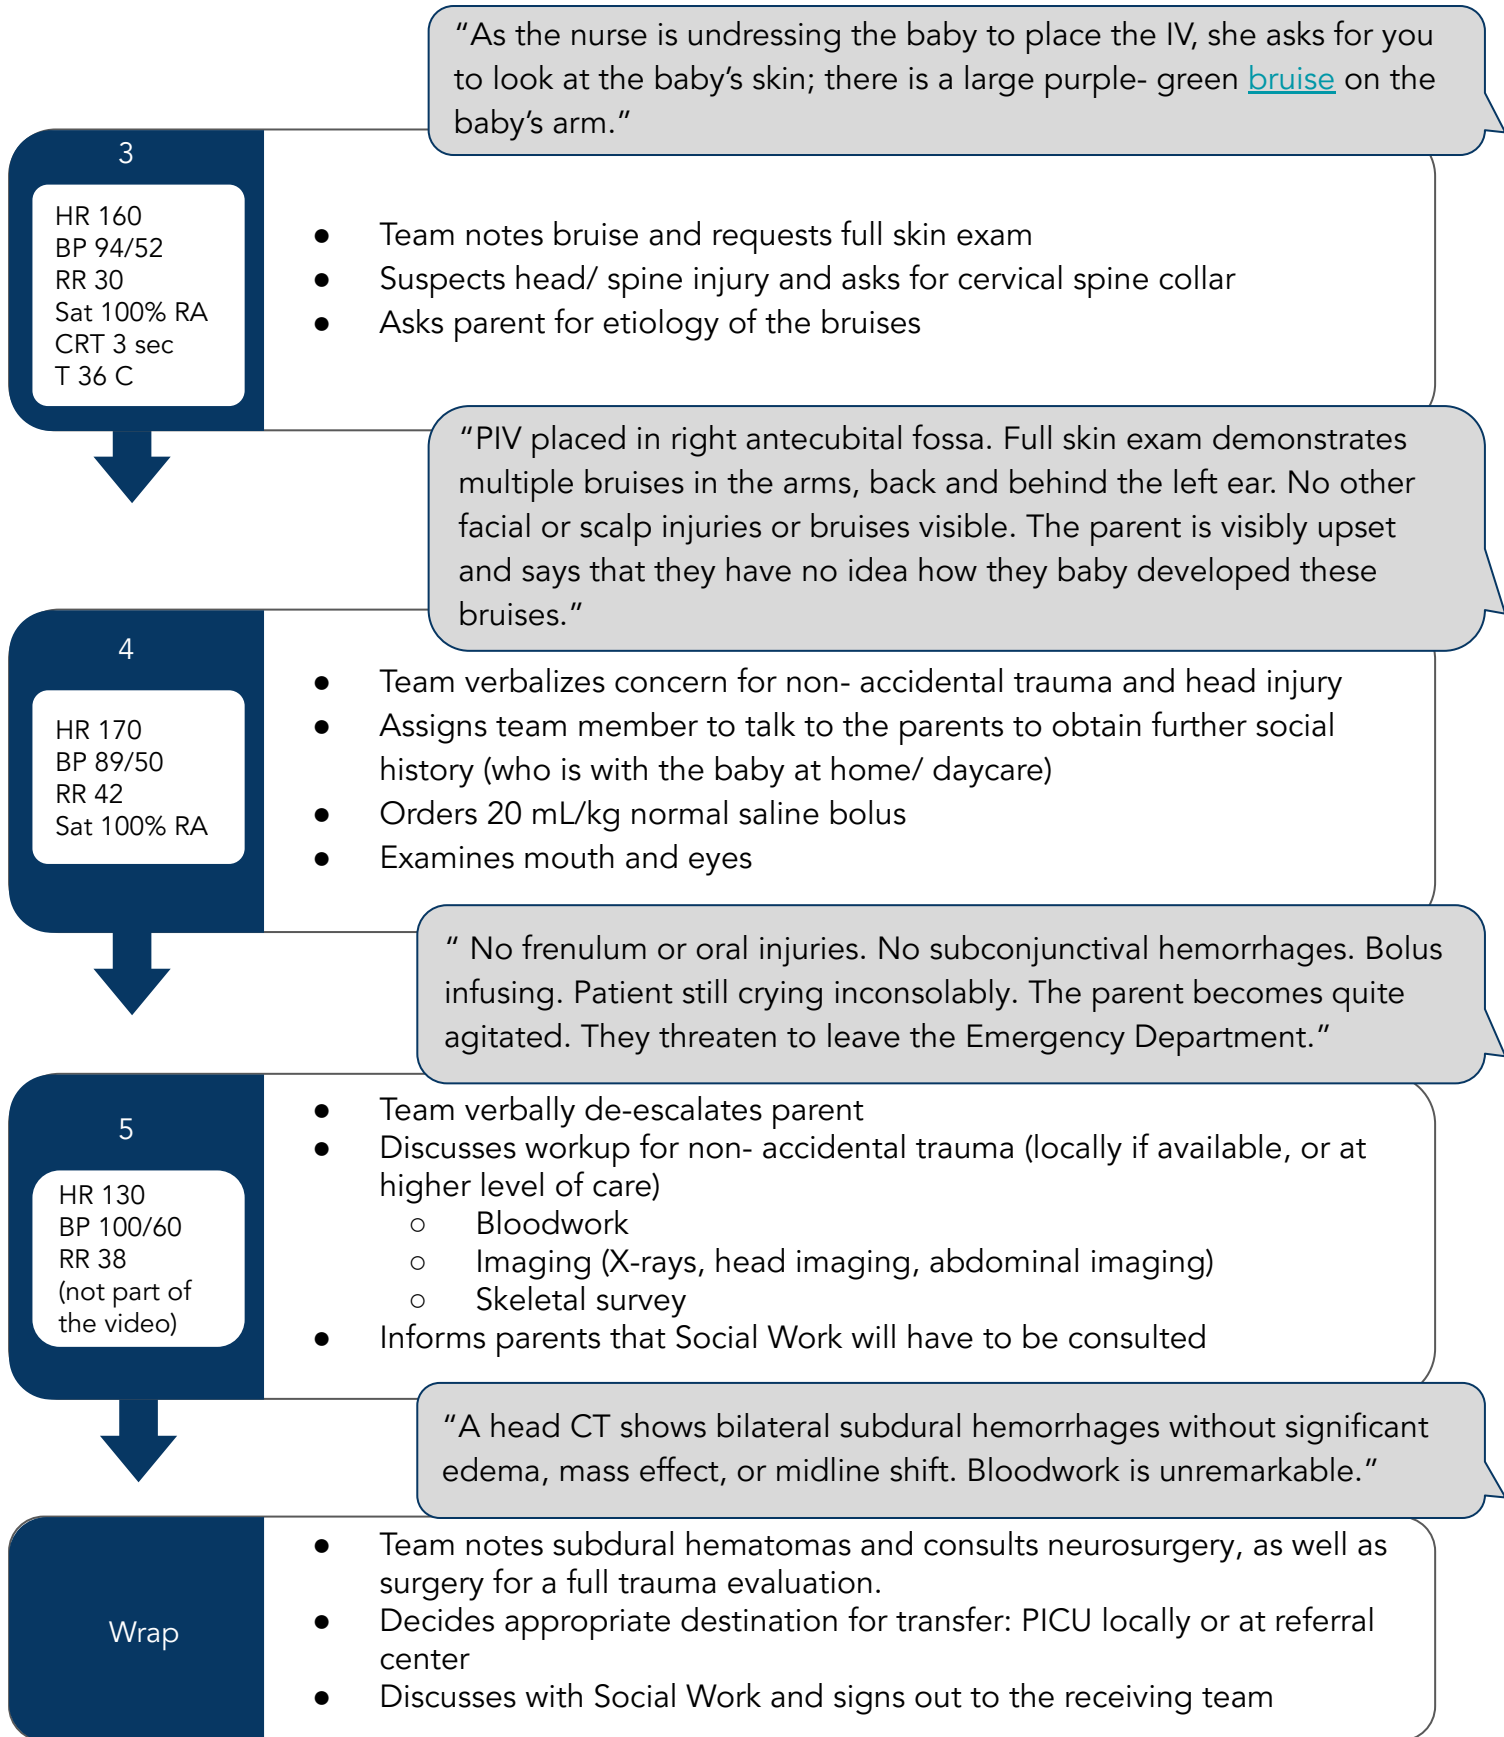 “As the nurse is undressing the baby to place the IV, she asks for you
to look at the baby’s skin; there is a large purple- green bruise on the
baby’s arm.”
3
HR 160
BP 94/52
RR 30
Sat 100% RA
CRT 3 sec
T 36 C
● Team notes bruise and requests full skin exam
● Suspects head/ spine injury and asks for cervical spine collar
● Asks parent for etiology of the bruises
“PIV placed in right antecubital fossa. Full skin exam demonstrates
multiple bruises in the arms, back and behind the left ear. No other
facial or scalp injuries or bruises visible. The parent is visibly upset
and says that they have no idea how they baby developed these
bruises.”
4
HR 170
BP 89/50
RR 42
Sat 100% RA
● Team verbalizes concern for non- accidental trauma and head injury
● Assigns team member to talk to the parents to obtain further social
history (who is with the baby at home/ daycare)
● Orders 20 mL/kg normal saline bolus
● Examines mouth and eyes
“ No frenulum or oral injuries. No subconjunctival hemorrhages. Bolus
infusing. Patient still crying inconsolably. The parent becomes quite
agitated. They threaten to leave the Emergency Department.”
5
HR 130
BP 100/60
RR 38
(not part of
the video)
● Team verbally de-escalates parent
● Discusses workup for non- accidental trauma (locally if available, or at
higher level of care)
○ Bloodwork
○ Imaging (X-rays, head imaging, abdominal imaging)
○ Skeletal survey
● Informs parents that Social Work will have to be consulted
“A head CT shows bilateral subdural hemorrhages without significant
edema, mass effect, or midline shift. Bloodwork is unremarkable.”
Wrap
● Team notes subdural hematomas and consults neurosurgery, as well as
surgery for a full trauma evaluation.
● Decides appropriate destination for transfer: PICU locally or at referral
center
● Discusses with Social Work and signs out to the receiving team